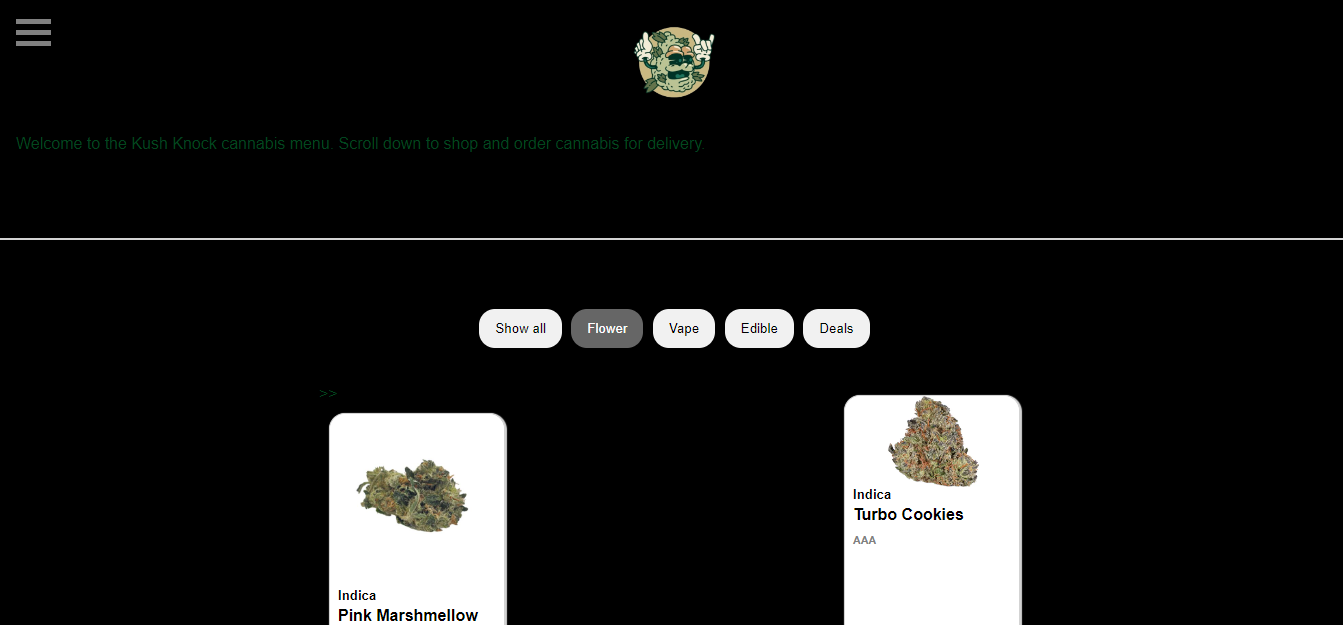 Welcome to the Kush Knock cannabis menu. Scroll down to shop and order cannabis for delivery.
Show all
Flower
Vape
Edible
Deals
>>
Indica
Turbo Cookies
AAA
Indica
Pink Marshmellow